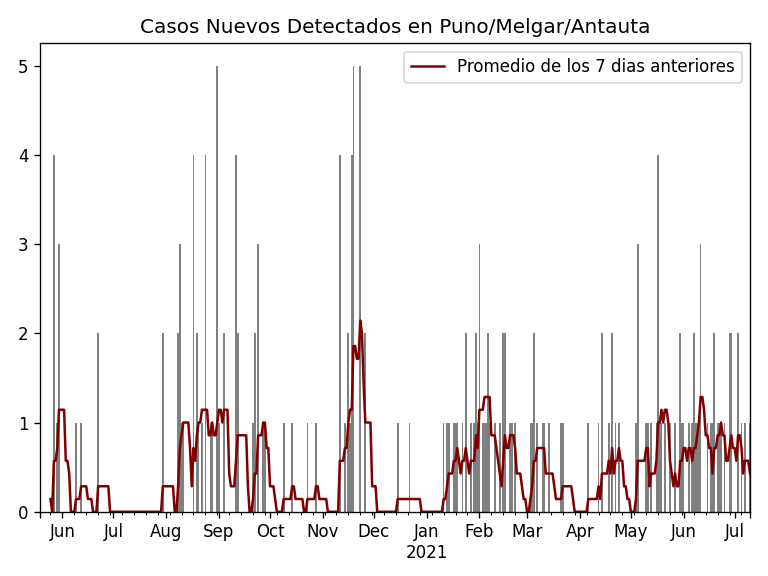 Casos Nuevos Detectados en Puno/Melgar/Antauta
Promedio de los 7 dias anteriores
5
4
3
2
1
0
Jun Jul Aug Sep Oct Nov Dec Jan Feb Mar Apr May Jun Jul
2021